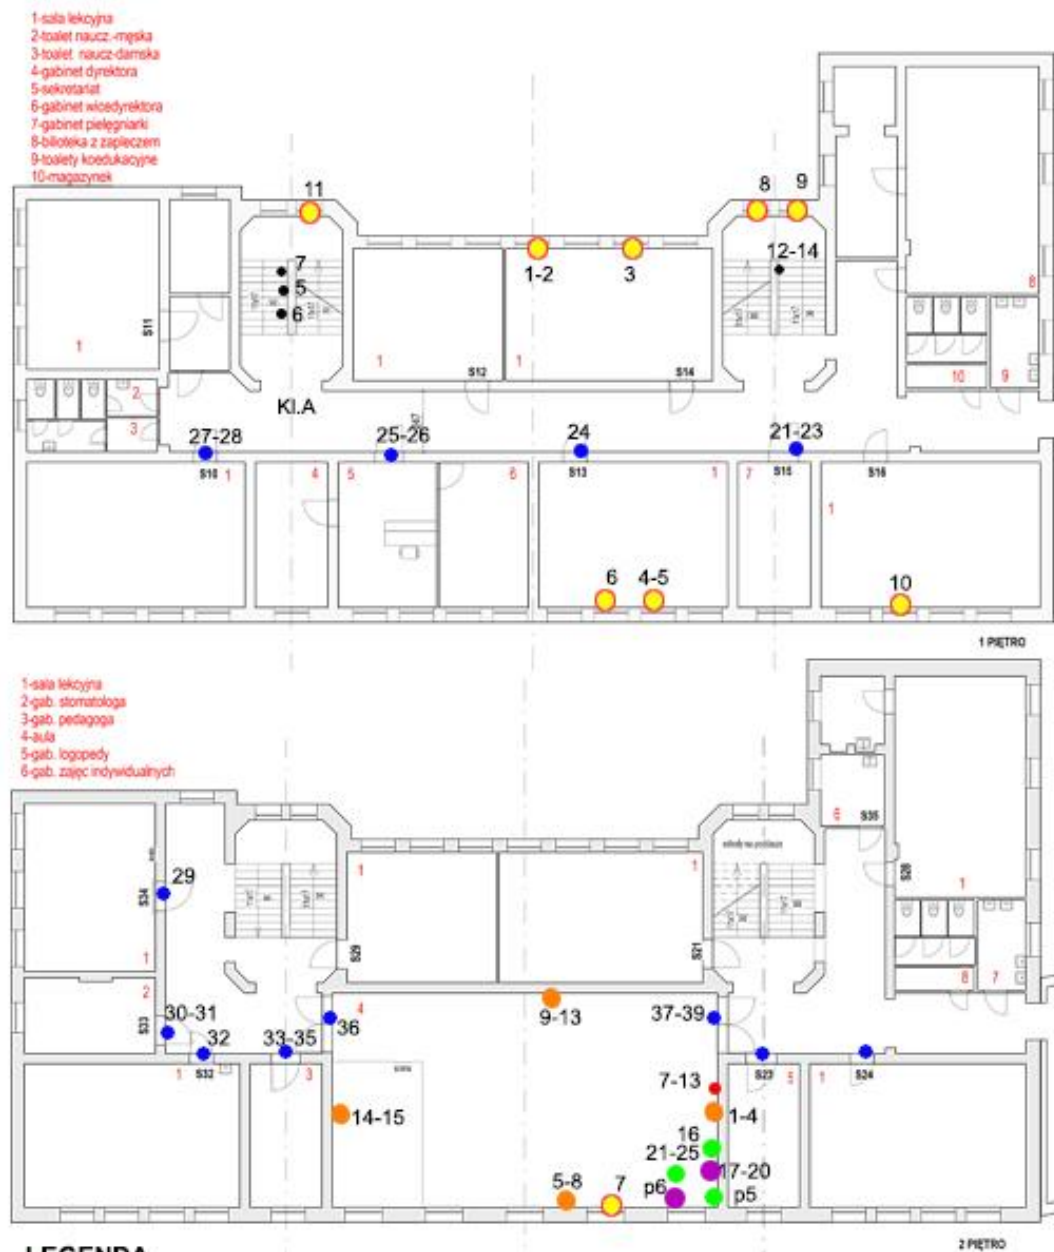 1-sala lekcyjna
2-toalet naucz.-męska
3-toalet naucz-damska
4-gabinet dyrektora
5-sekretariat
6-gabinet wicedyrektora
7-gabinet pielęgniarki
8-bilioteka z zapleczem
9-toalety koedukacyjne
10-magazynek
11
8
9
7
5
6
1-2
3
12-14
8
S11
1
1
S12
1
S14
10
9
2
3
Kl.A
27-28
25-26
24
21-23
S10
1
4
5
6
S13
1
7
S15
S16
1
6
4-5
10
1 PIĘTRO
1-sala lekcyjna
2-gab. stomatologa
3-gab. pedagoga
4-aula
5-gab. logopedy
6-gab. zajęc indywidualnych
6
S35
29
S34
1
1
1
S28
1
S29
S21
2
S33
30-31
32
33-35
36
4
9-13
37-39
8
7
S32
1
3
S23
5
S24
1
7-13
14-15
1-4
16
21-25
17-20
5-8
7
p6
p5
2 PIĘTRO
LEGENDA